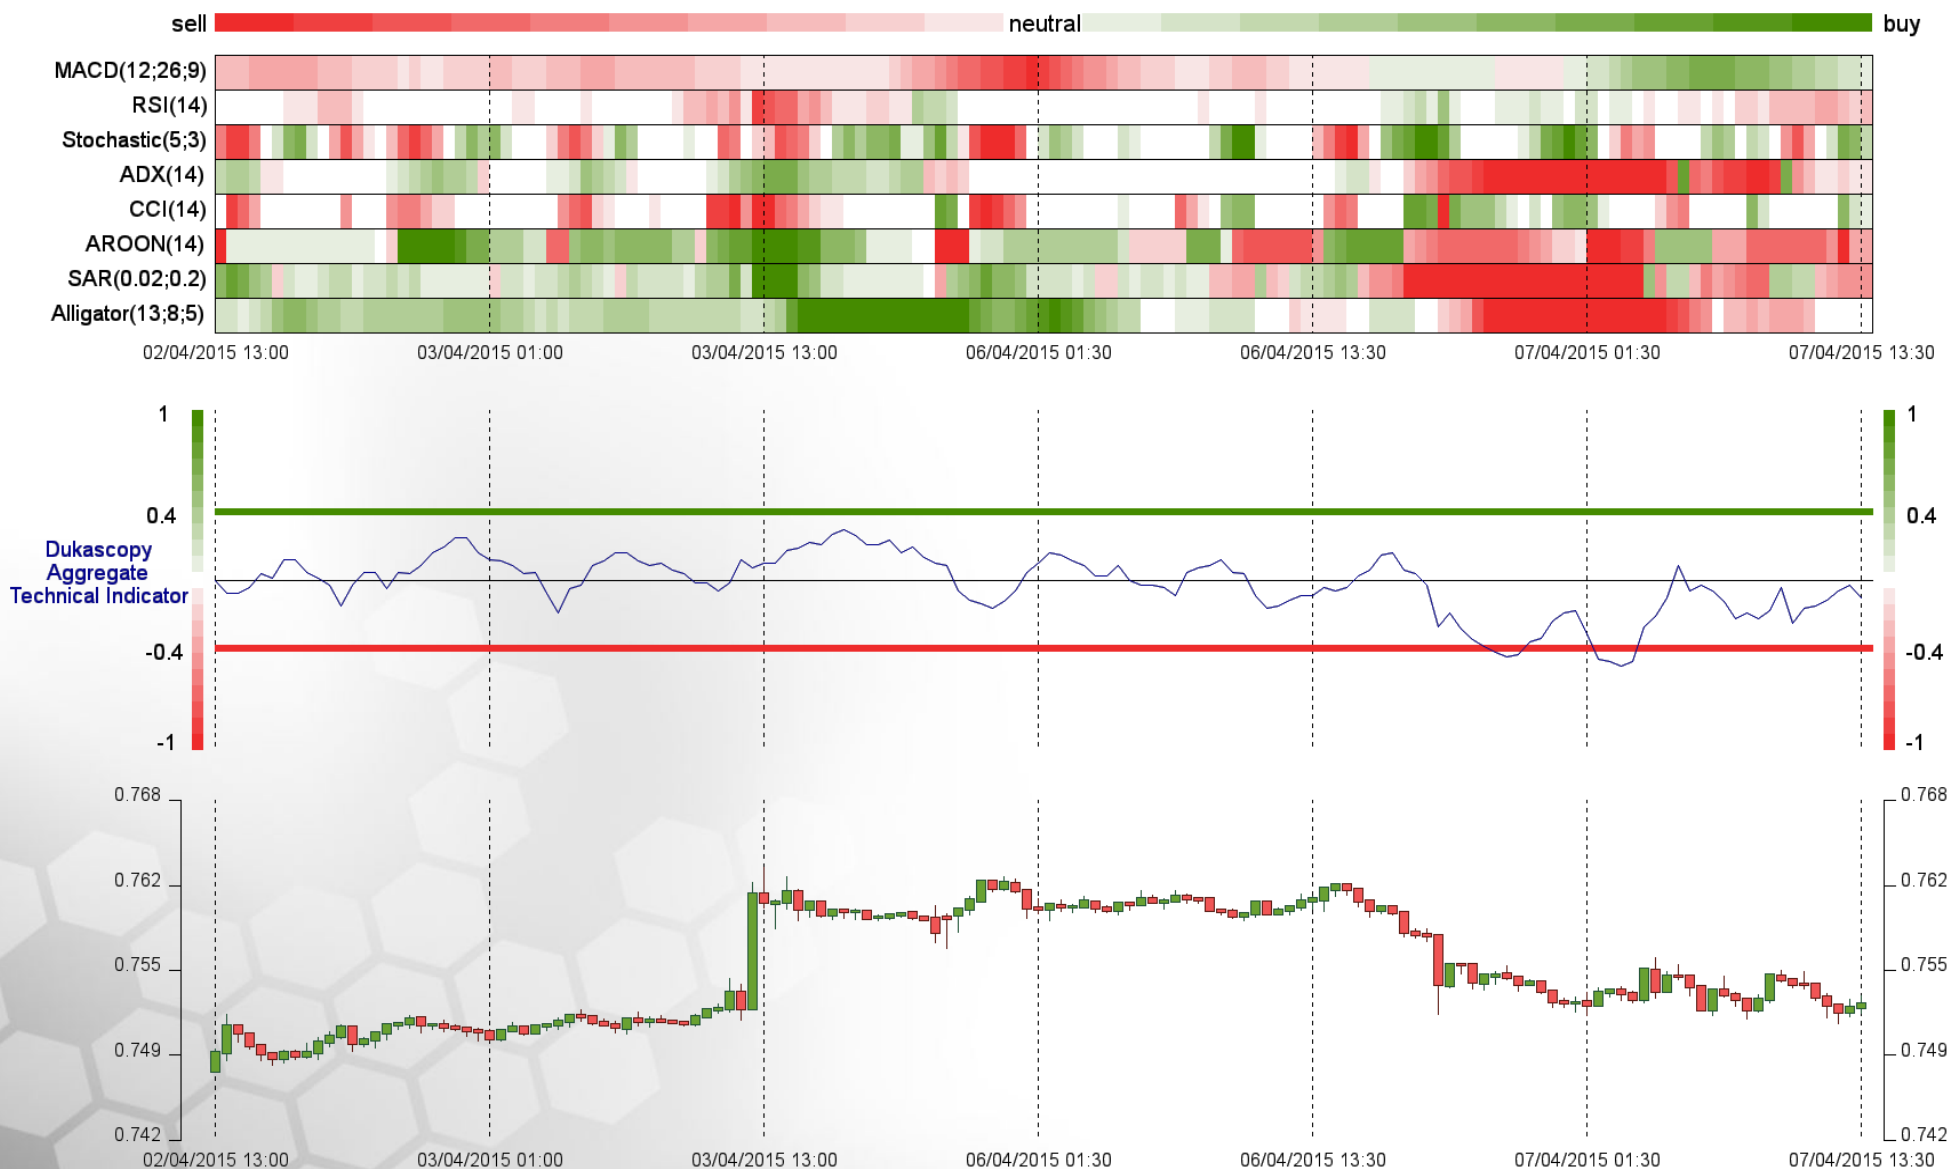 sell neutral buy
MACD(12;26;9)
RSI(14)
Stochastic(5;3)
ADX(14)
CCI(14)
AROON(14)
SAR(0.02;0.2)
Alligator(13;8;5)
02/04/2015 13:00 03/04/2015 01:00 03/04/2015 13:00 06/04/2015 01:30 06/04/2015 13:30 07/04/2015 01:30 07/04/2015 13:30
1 1
0.4 0.4
Dukascopy
Aggregate
Technical Indicator
-0.4 -0.4
-1 -1
0.768 0.768
0.762 0.762
0.755 0.755
0.749 0.749
0.742 0.742
02/04/2015 13:00 03/04/2015 01:00 03/04/2015 13:00 06/04/2015 01:30 06/04/2015 13:30 07/04/2015 01:30 07/04/2015 13:30